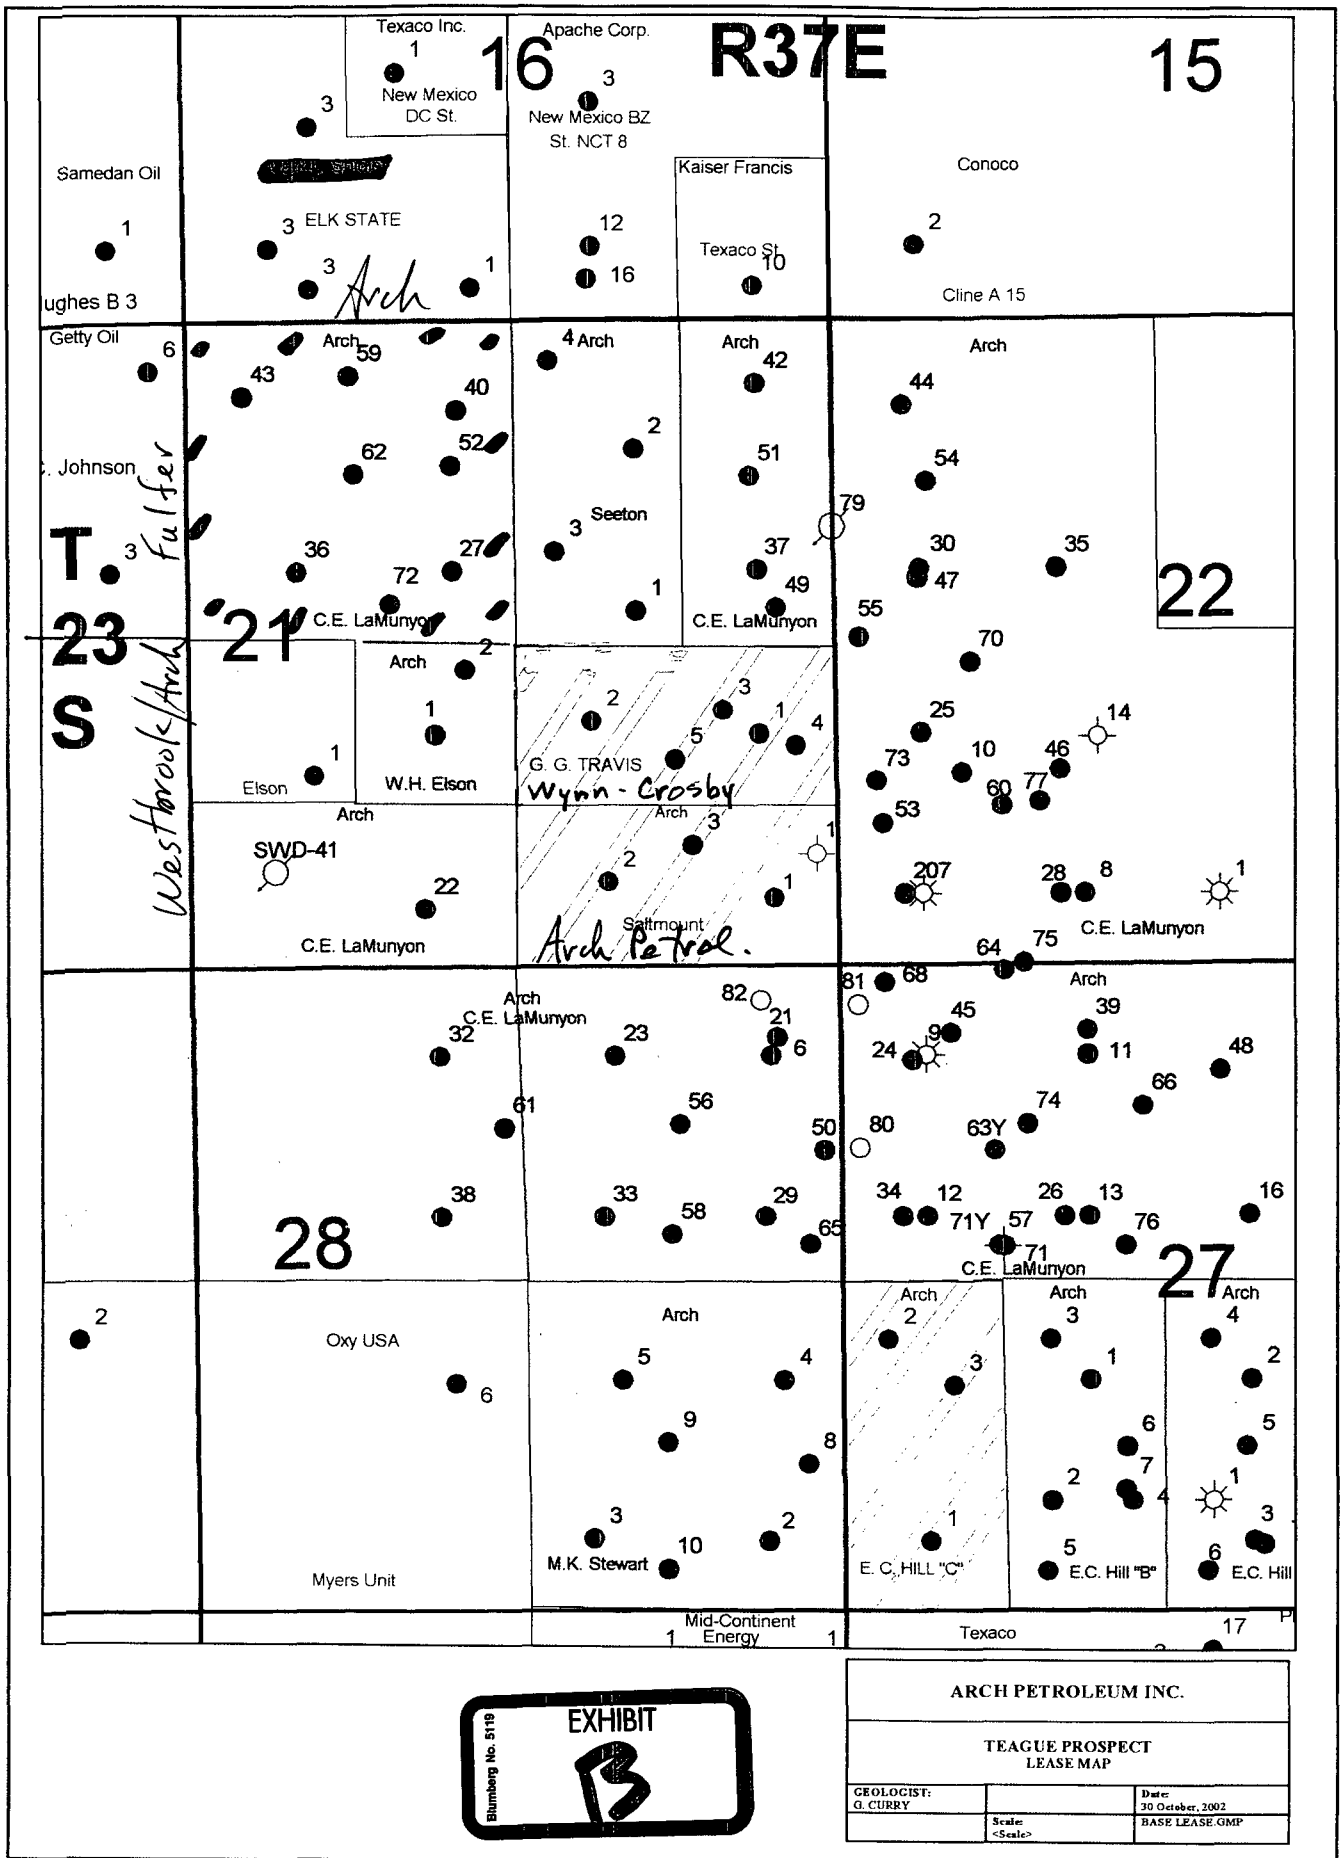 Texaco Inc.
1
New Mexico
DC St.
16
Apache Corp.
3
New Mexico BZ
St. NCT 8
R37E
15
3
Samedan Oil
Kaiser Francis
Conoco
1
3
ELK STATE
12
2
3
Arch
1
16
Texaco St.
10
ughes B 3
Cline A 15
Getty Oil
6
43
Arch
59
40
4 Arch
Arch
42
Arch
44
. Johnson
Fulfer
62
52
2
51
54
79
Seeton
T
3
36
72
27
3
37
49
30
47
35
22
23
21
C.E. LaMunyon
1
C.E. LaMunyon
55
S
Westbrook/Arch
Arch
2
70
1
2
3
1
4
25
14
1
5
73
10
46
Elson
W.H. Elson
G. G. TRAVIS
Wynn - Crosby
60
77
Arch
Arch
53
SWD-41
3
1
22
2
1
207
28
8
1
C.E. LaMunyon
Saltmount
Arch Petrol.
C.E. LaMunyon
64
75
Arch
C.E. LaMunyon
82
81
68
Arch
32
23
21
6
45
9
24
39
11
48
61
56
50
80
63Y
74
66
38
33
58
29
65
34
12
71Y
57
71
26
13
76
16
28
C.E. LaMunyon
27
2
Oxy USA
Arch
Arch
2
Arch
3
Arch
4
6
5
4
3
1
2
9
8
6
5
7
2
4
1
3
2
1
3
M.K. Stewart
10
E. C. HILL "C"
5
E.C. Hill "B"
6
E.C. Hill
Myers Unit
1
Mid-Continent
Energy
1
Texaco
17
EXHIBIT
B
Blumberg No. 5119
ARCH PETROLEUM INC.
TEAGUE PROSPECT
LEASE MAP
GEOLOGIST:
G. CURRY
Date:
30 October, 2002
Scale:
<Scale>
BASE LEASE.GMP